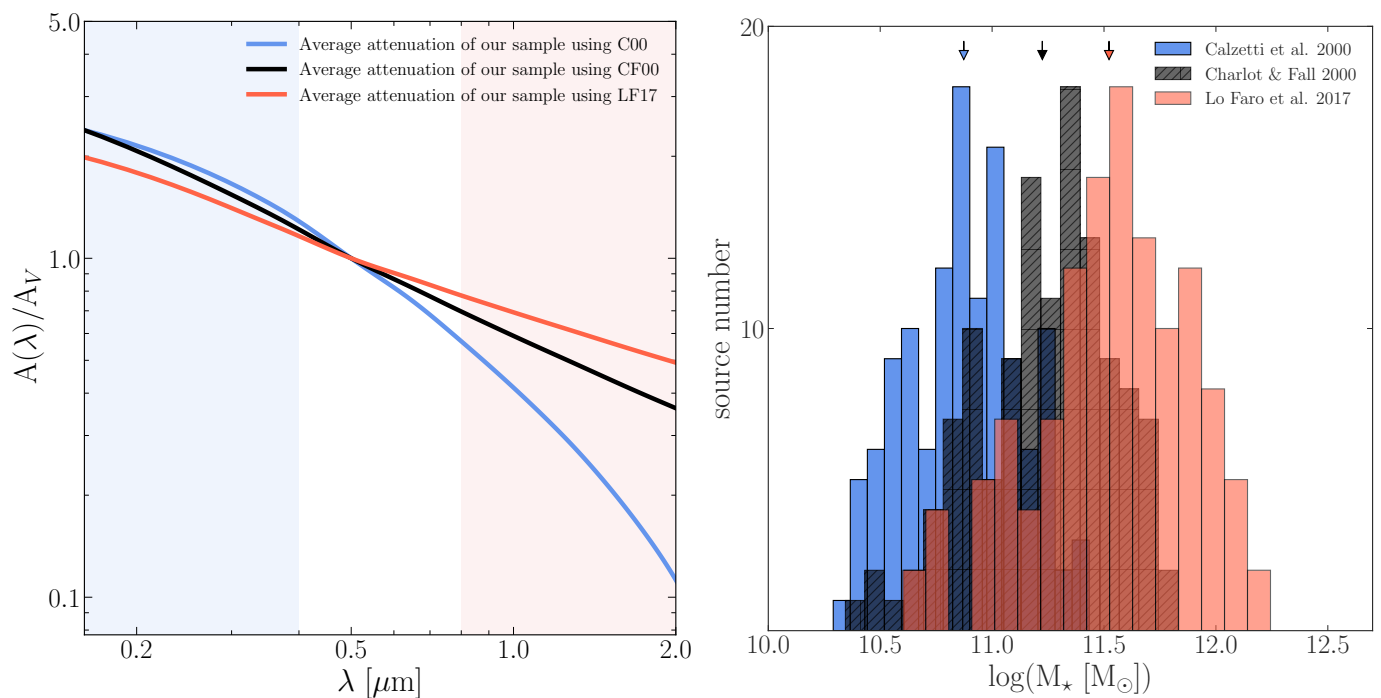 5.0
1.0
0.1
A(λ)/A_V
0.2
0.5
1.0
2.0
λ [μm]
Average attenuation of our sample using C00
Average attenuation of our sample using CF00
Average attenuation of our sample using LF17
20
10
source number
10.0
10.5
11.0
11.5
12.0
12.5
log(M⋆ [M⊙])
Calzetti et al. 2000
Charlot & Fall 2000
Lo Faro et al. 2017